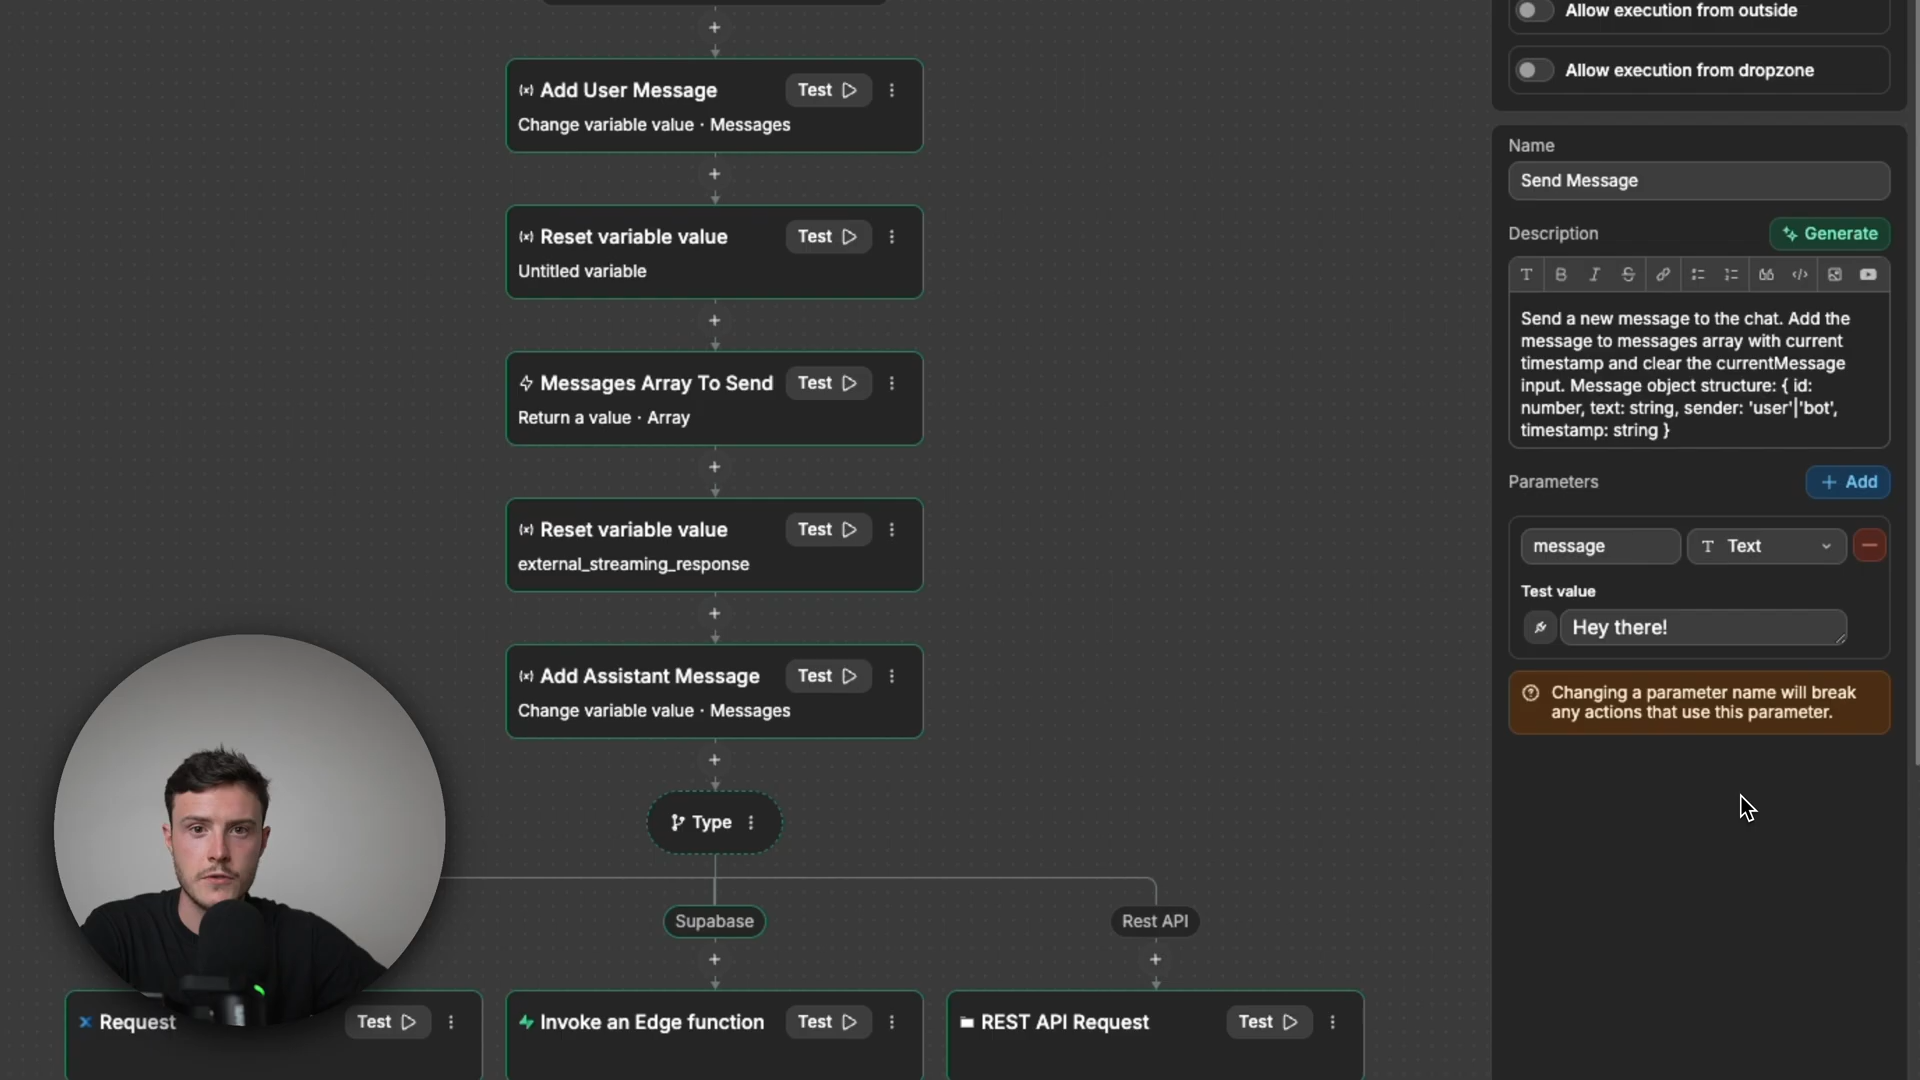 Add User Message
Test
Change variable value · Messages
Reset variable value
Test
Untitled variable
Messages Array To Send
Test
Return a value · Array
Reset variable value
Test
external_streaming_response
Add Assistant Message
Test
Change variable value · Messages
Type
Supabase
Rest API
Request
Test
Invoke an Edge function
Test
REST API Request
Test
Allow execution from outside
Allow execution from dropzone
Name
Send Message
Description
Generate
Send a new message to the chat. Add the
message to messages array with current
timestamp and clear the currentMessage
input. Message object structure: { id:
number, text: string, sender: 'user'|'bot',
timestamp: string }
Parameters
+ Add
message
Text
Test value
Hey there!
Changing a parameter name will break
any actions that use this parameter.